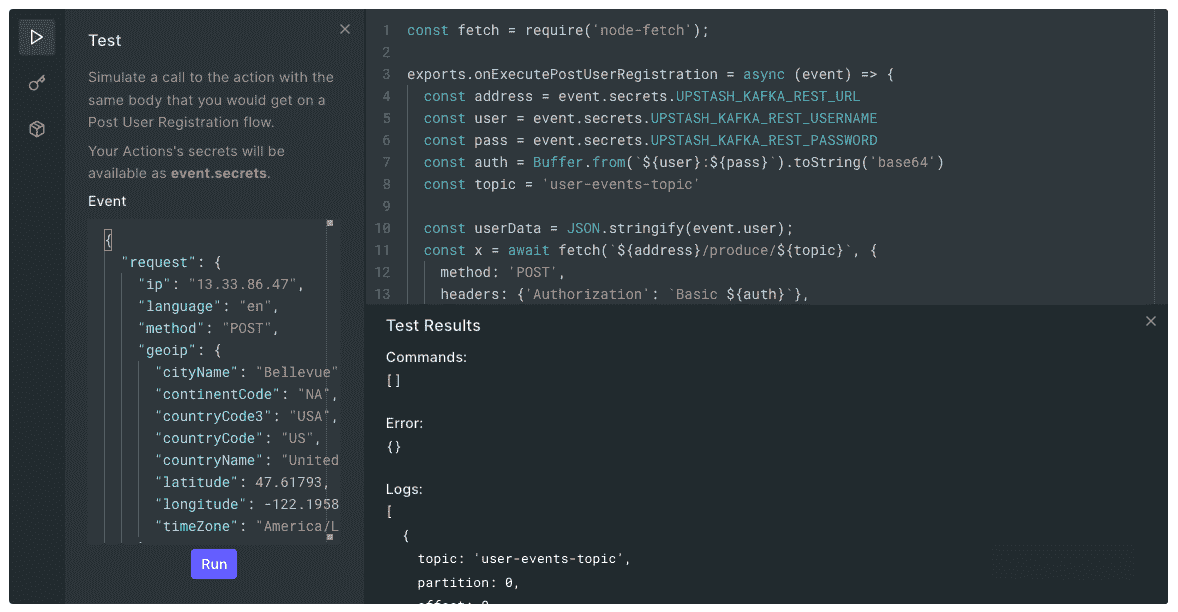 Test
Simulate a call to the action with the
same body that you would get on a
Post User Registration flow.
Your Actions's secrets will be
available as event.secrets.
Event
{
"request": {
"ip": "13.33.86.47",
"language": "en",
"method": "POST",
"geoip": {
"cityName": "Bellevue"
"continentCode": "NA",
"countryCode3": "USA",
"countryCode": "US",
"countryName": "United
"latitude": 47.61793,
"longitude": -122.1958
"timeZone": "America/L
Run
1 const fetch = require('node-fetch');
2
3 exports.onExecutePostUserRegistration = async (event) => {
4 const address = event.secrets.UPSTASH_KAFKA_REST_URL
5 const user = event.secrets.UPSTASH_KAFKA_REST_USERNAME
6 const pass = event.secrets.UPSTASH_KAFKA_REST_PASSWORD
7 const auth = Buffer.from(`${user}:${pass}`).toString('base64')
8 const topic = 'user-events-topic'
9
10 const userData = JSON.stringify(event.user);
11 const x = await fetch(`${address}/produce/${topic}`, {
12 method: 'POST',
13 headers: {'Authorization': `Basic ${auth}`},
Test Results
Commands:
[]
Error:
{}
Logs:
[
{
topic: 'user-events-topic',
partition: 0,